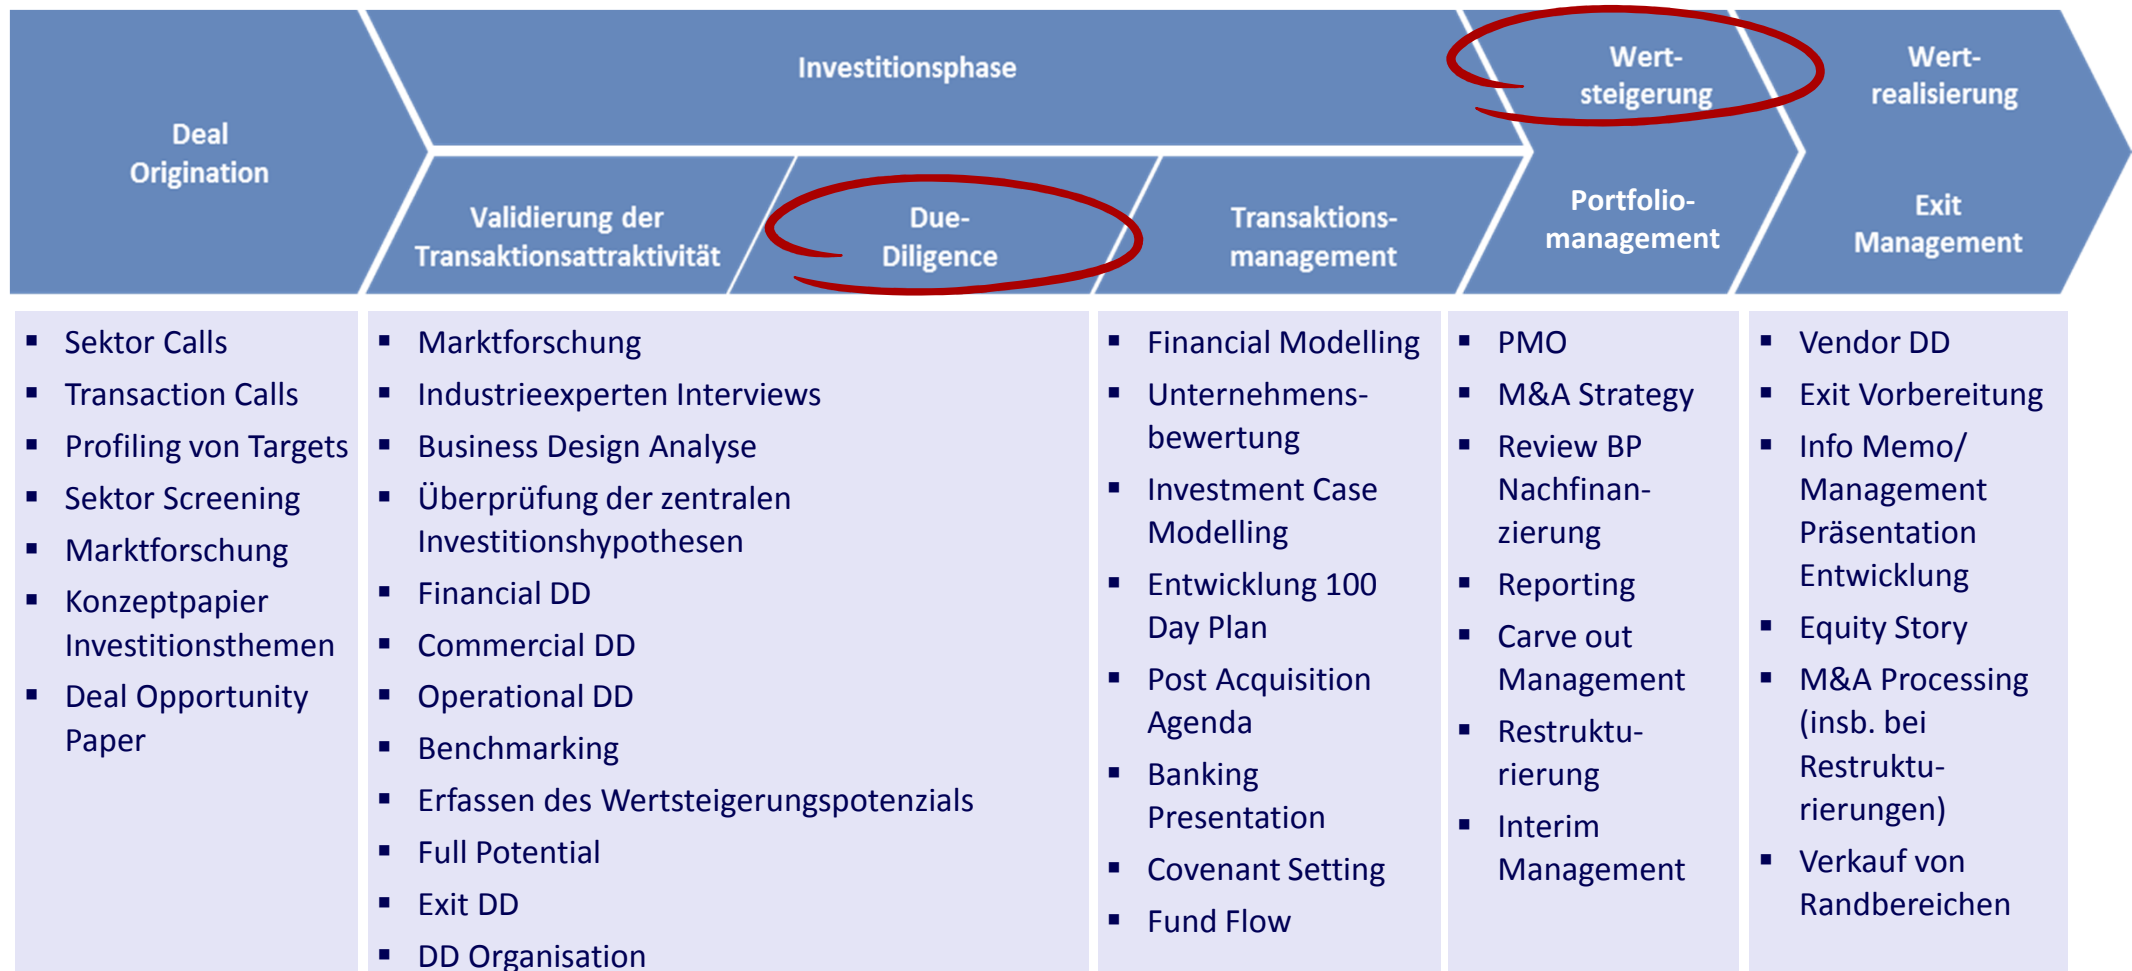 Deal
Origination
Investitionsphase
Validierung der
Transaktionsattraktivität
Due-
Diligence
Transaktions-
management
Wert-
steigerung
Portfolio-
management
Wert-
realisierung
Exit
Management
▪ Sektor Calls
▪ Transaction Calls
▪ Profiling von Targets
▪ Sektor Screening
▪ Marktforschung
▪ Konzeptpapier
Investitionsthemen
▪ Deal Opportunity
Paper
▪ Marktforschung
▪ Industrieexperten Interviews
▪ Business Design Analyse
▪ Überprüfung der zentralen
Investitionshypothesen
▪ Financial DD
▪ Commercial DD
▪ Operational DD
▪ Benchmarking
▪ Erfassen des Wertsteigerungspotenzials
▪ Full Potential
▪ Exit DD
▪ DD Organisation
▪ Financial Modelling
▪ Unternehmens-
bewertung
▪ Investment Case
Modelling
▪ Entwicklung 100
Day Plan
▪ Post Acquisition
Agenda
▪ Banking
Presentation
▪ Covenant Setting
▪ Fund Flow
▪ PMO
▪ M&A Strategy
▪ Review BP
Nachfinan-
zierung
▪ Reporting
▪ Carve out
Management
▪ Restruktu-
rierung
▪ Interim
Management
▪ Vendor DD
▪ Exit Vorbereitung
▪ Info Memo/
Management
Präsentation
Entwicklung
▪ Equity Story
▪ M&A Processing
(insb. bei
Restruktu-
rierungen)
▪ Verkauf von
Randbereichen